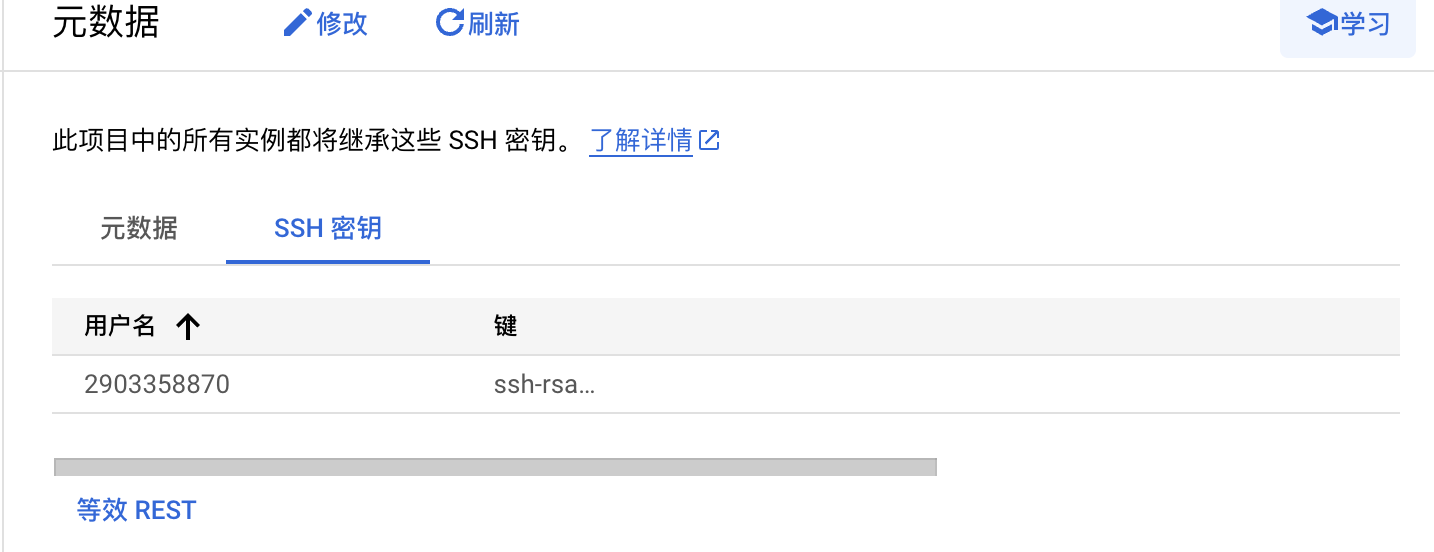 元数据 修改 刷新 学习
此项目中的所有实例都将继承这些 SSH 密钥。 了解详情
元数据 SSH 密钥
用户名 键
2903358870 ssh-rsa...
等效 REST